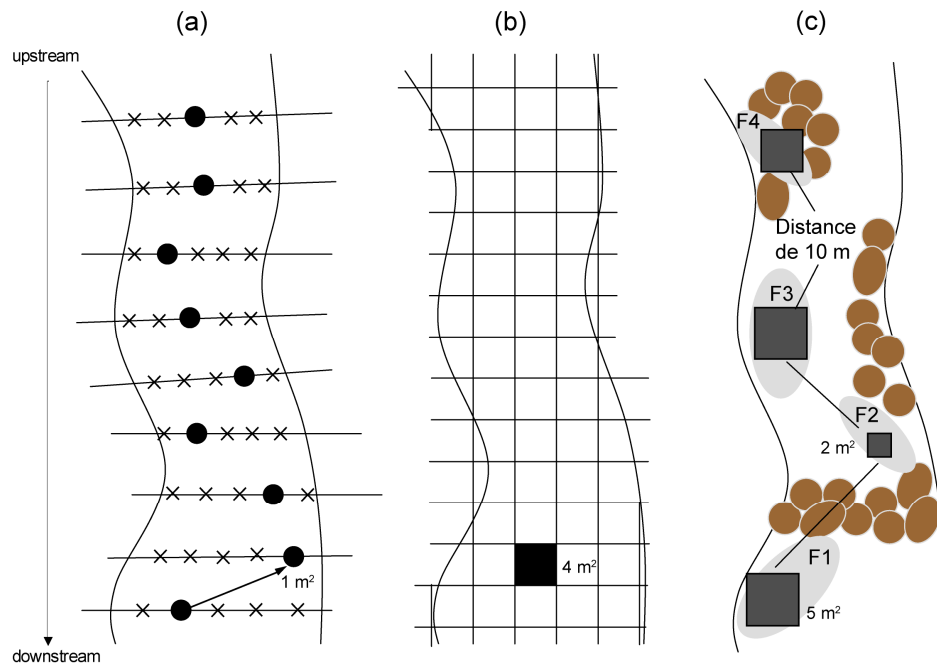 (a)
(b)
(c)
upstream
downstream
1 m²
4 m²
F4
Distance
de 10 m
F3
F2
2 m²
F1
5 m²